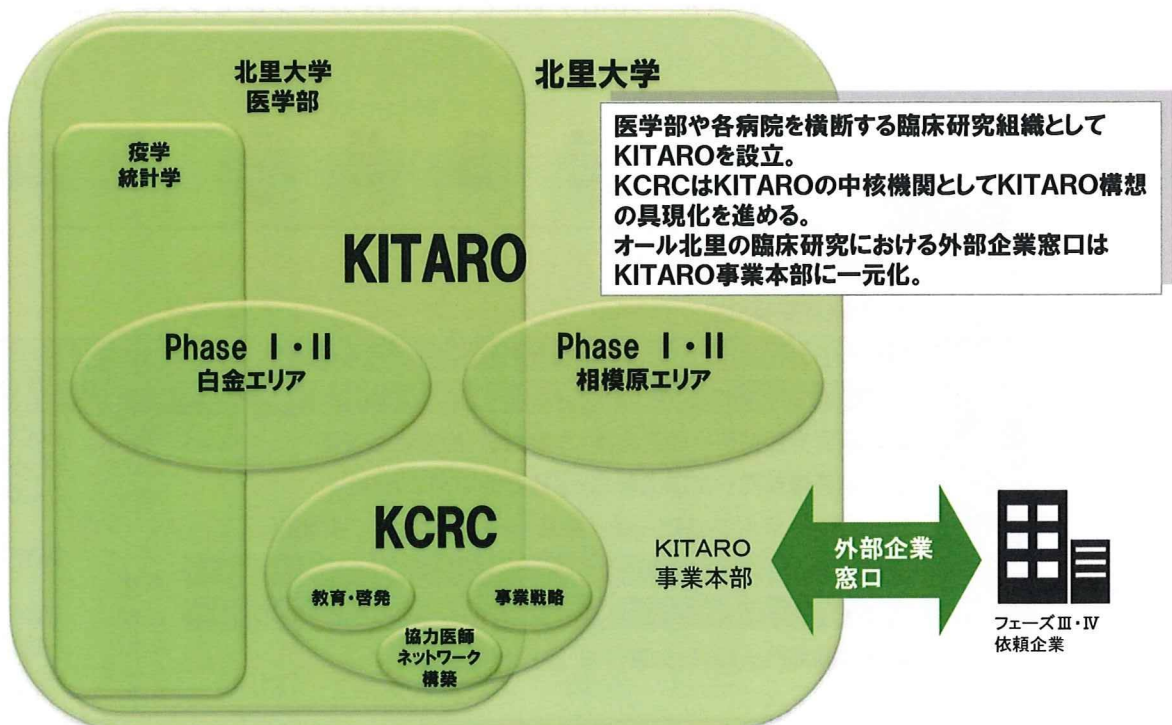 北里大学
医学部
北里大学
疫学
統計学
医学部や各病院を横断する臨床研究組織として
KITAROを設立。
KCRCはKITAROの中核機関としてKITARO構想
の具現化を進める。
オール北里の臨床研究における外部企業窓口は
KITARO事業本部に一元化。
KITARO
Phase Ⅰ・Ⅱ
白金エリア
Phase Ⅰ・Ⅱ
相模原エリア
KCRC
教育・啓発
事業戦略
協力医師
ネットワーク
構築
KITARO
事業本部
外部企業
窓口
フェーズⅢ・Ⅳ
依頼企業